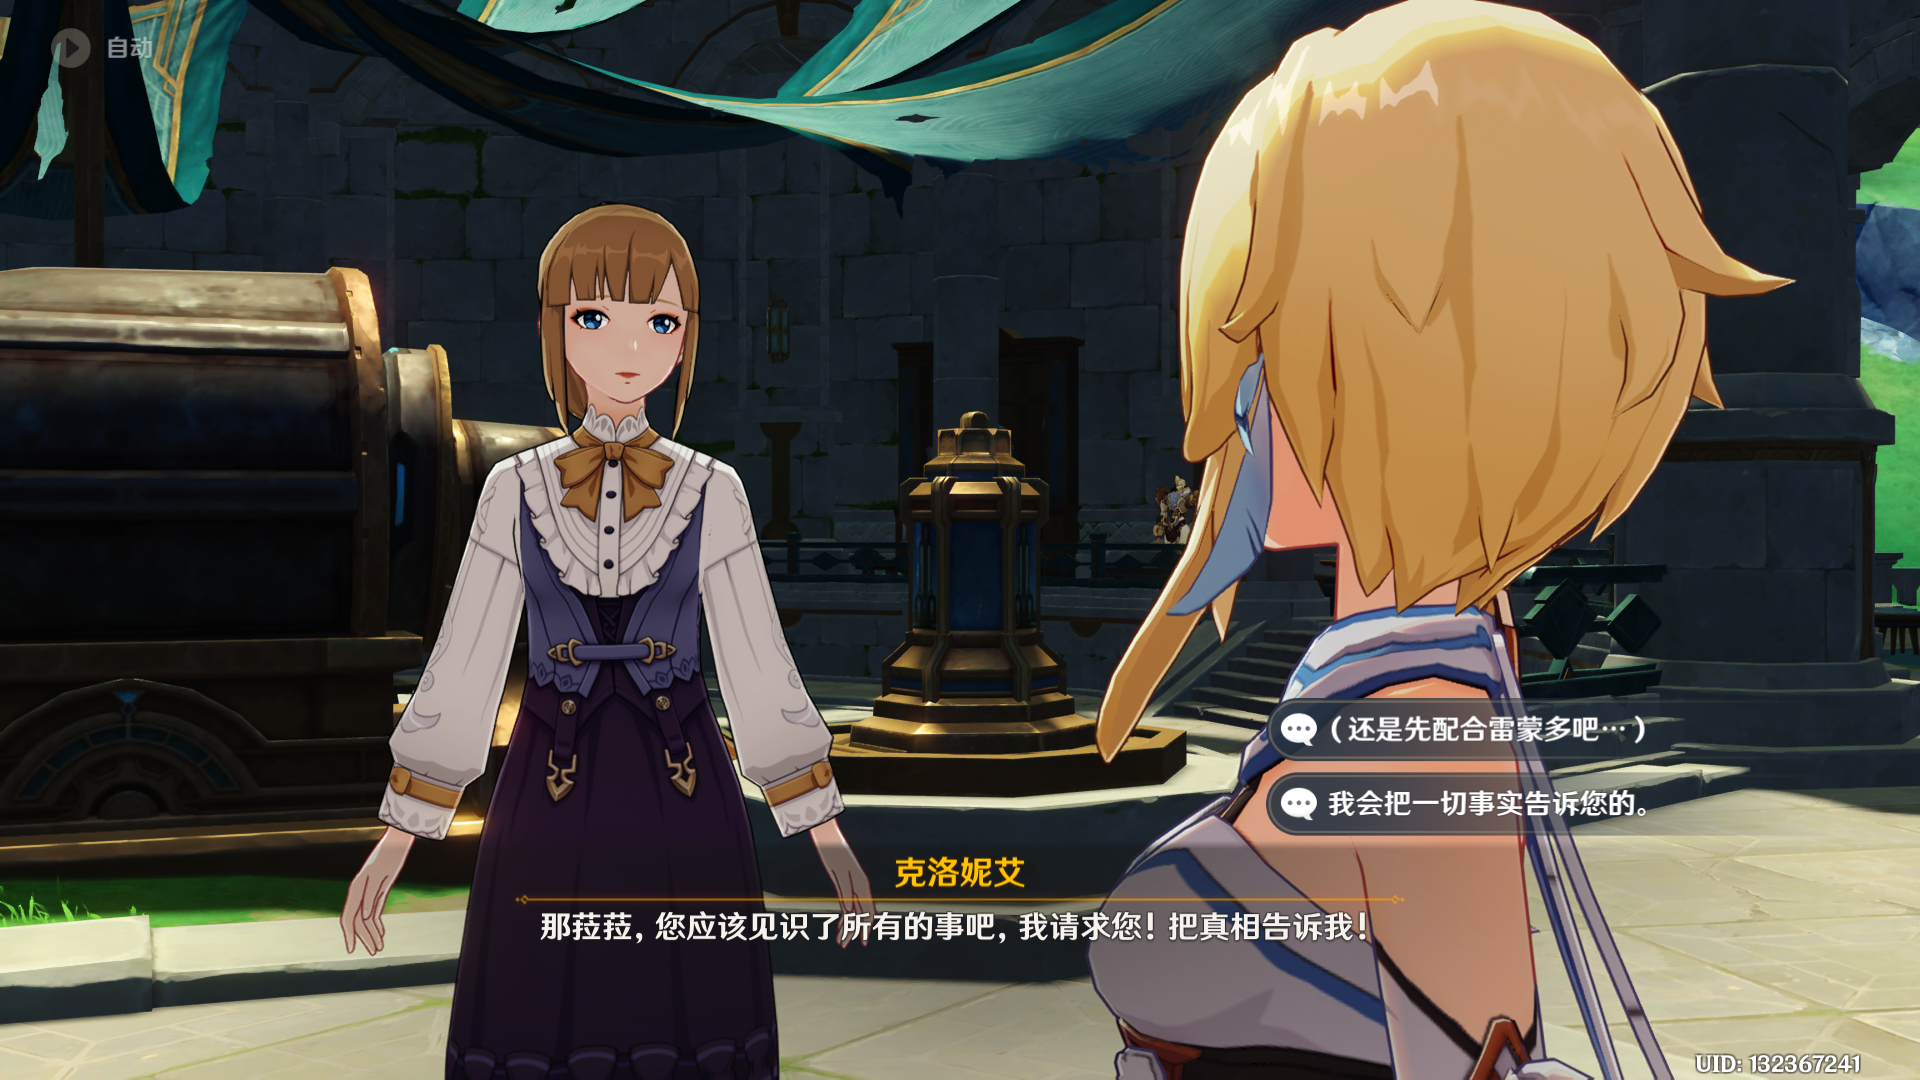 自动
(还是先配合雷蒙多吧…)
我会把一切事实告诉您的。
克洛妮艾
那菈菈,您应该见识了所有的事吧,我请求您!把真相告诉我!
UID: 132367241